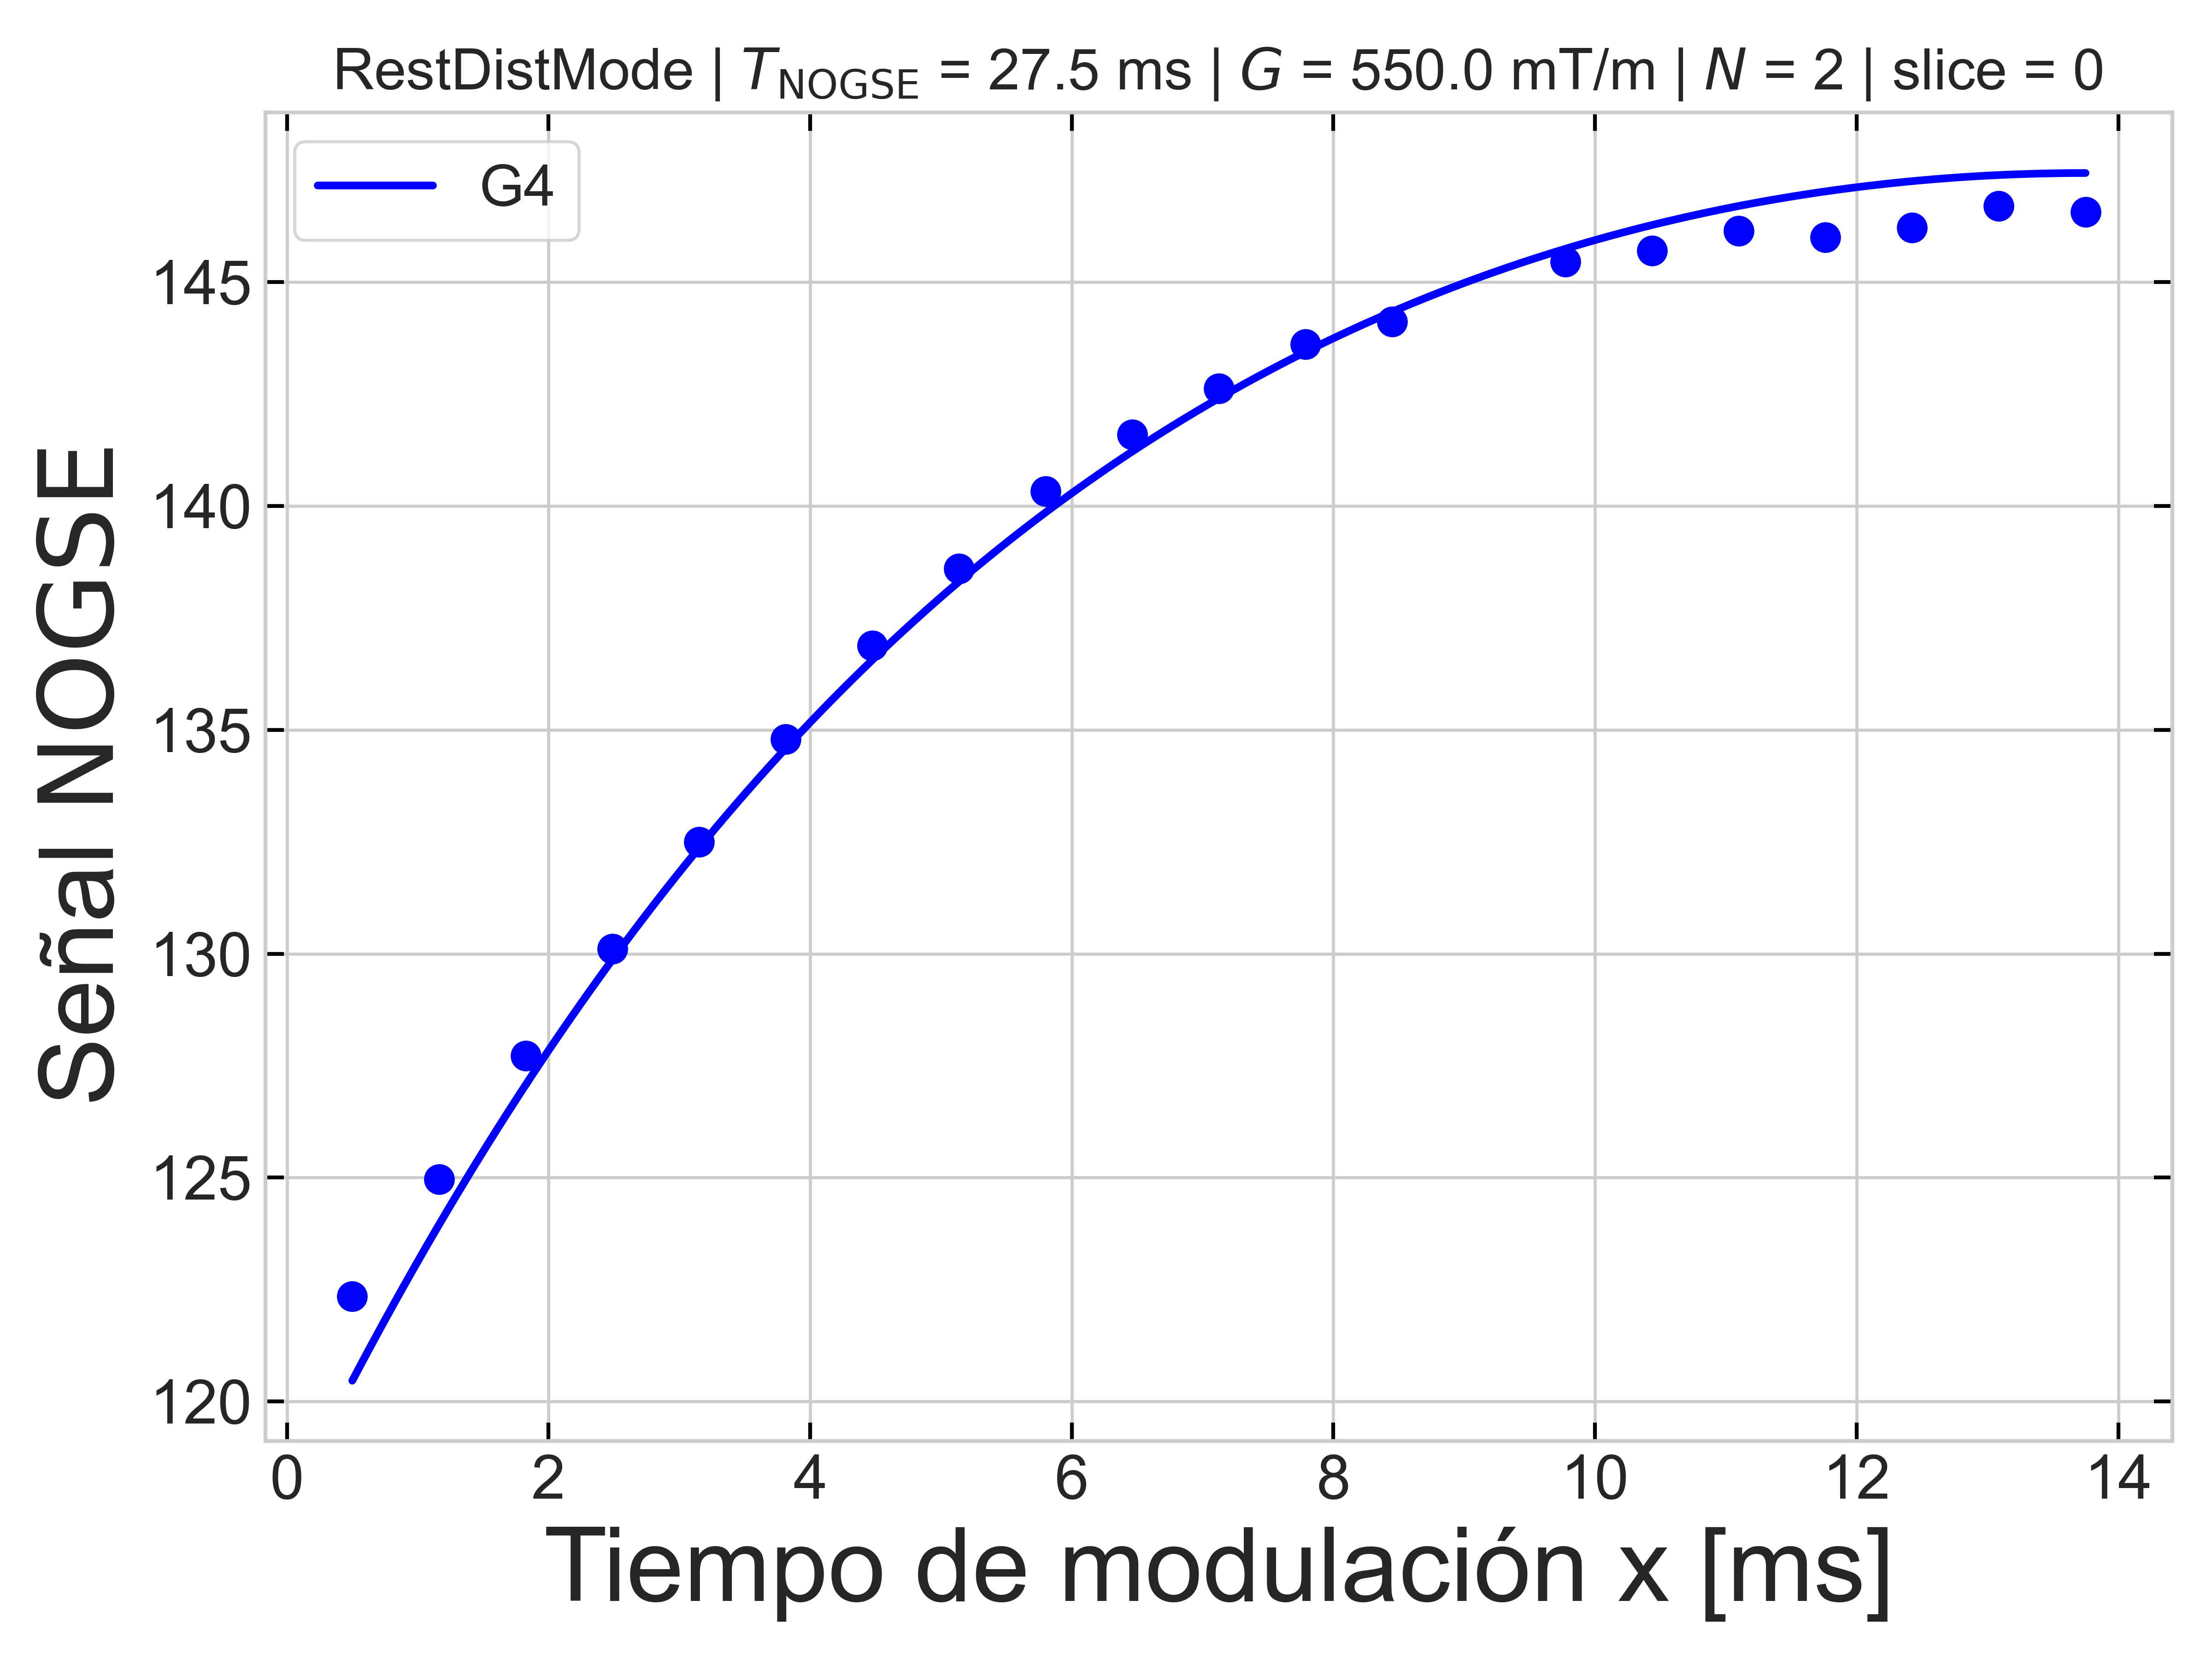 RestDistMode | T_NOGSE = 27.5 ms | G = 550.0 mT/m | N = 2 | slice = 0
G4
Señal NOGSE
145
140
135
130
125
120
0 2 4 6 8 10 12 14
Tiempo de modulación x [ms]